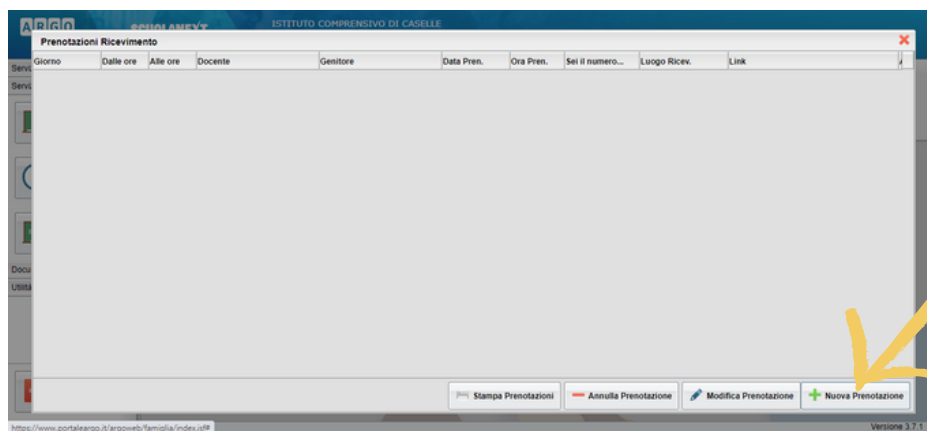 ARGO SCUOLANEXT ISTITUTO COMPRENSIVO DI CASELLE
Prenotazioni Ricevimento
Giorno Dalle ore Alle ore Docente Genitore Data Pren. Ora Pren. Sei il numero... Luogo Ricev. Link
Servi
Servi
Docu
Utilità
Stampa Prenotazioni Annulla Prenotazione Modifica Prenotazione Nuova Prenotazione
https://www.portaleargo.it/argoweb/famiglia/index.jsf# Versione 3.7.1